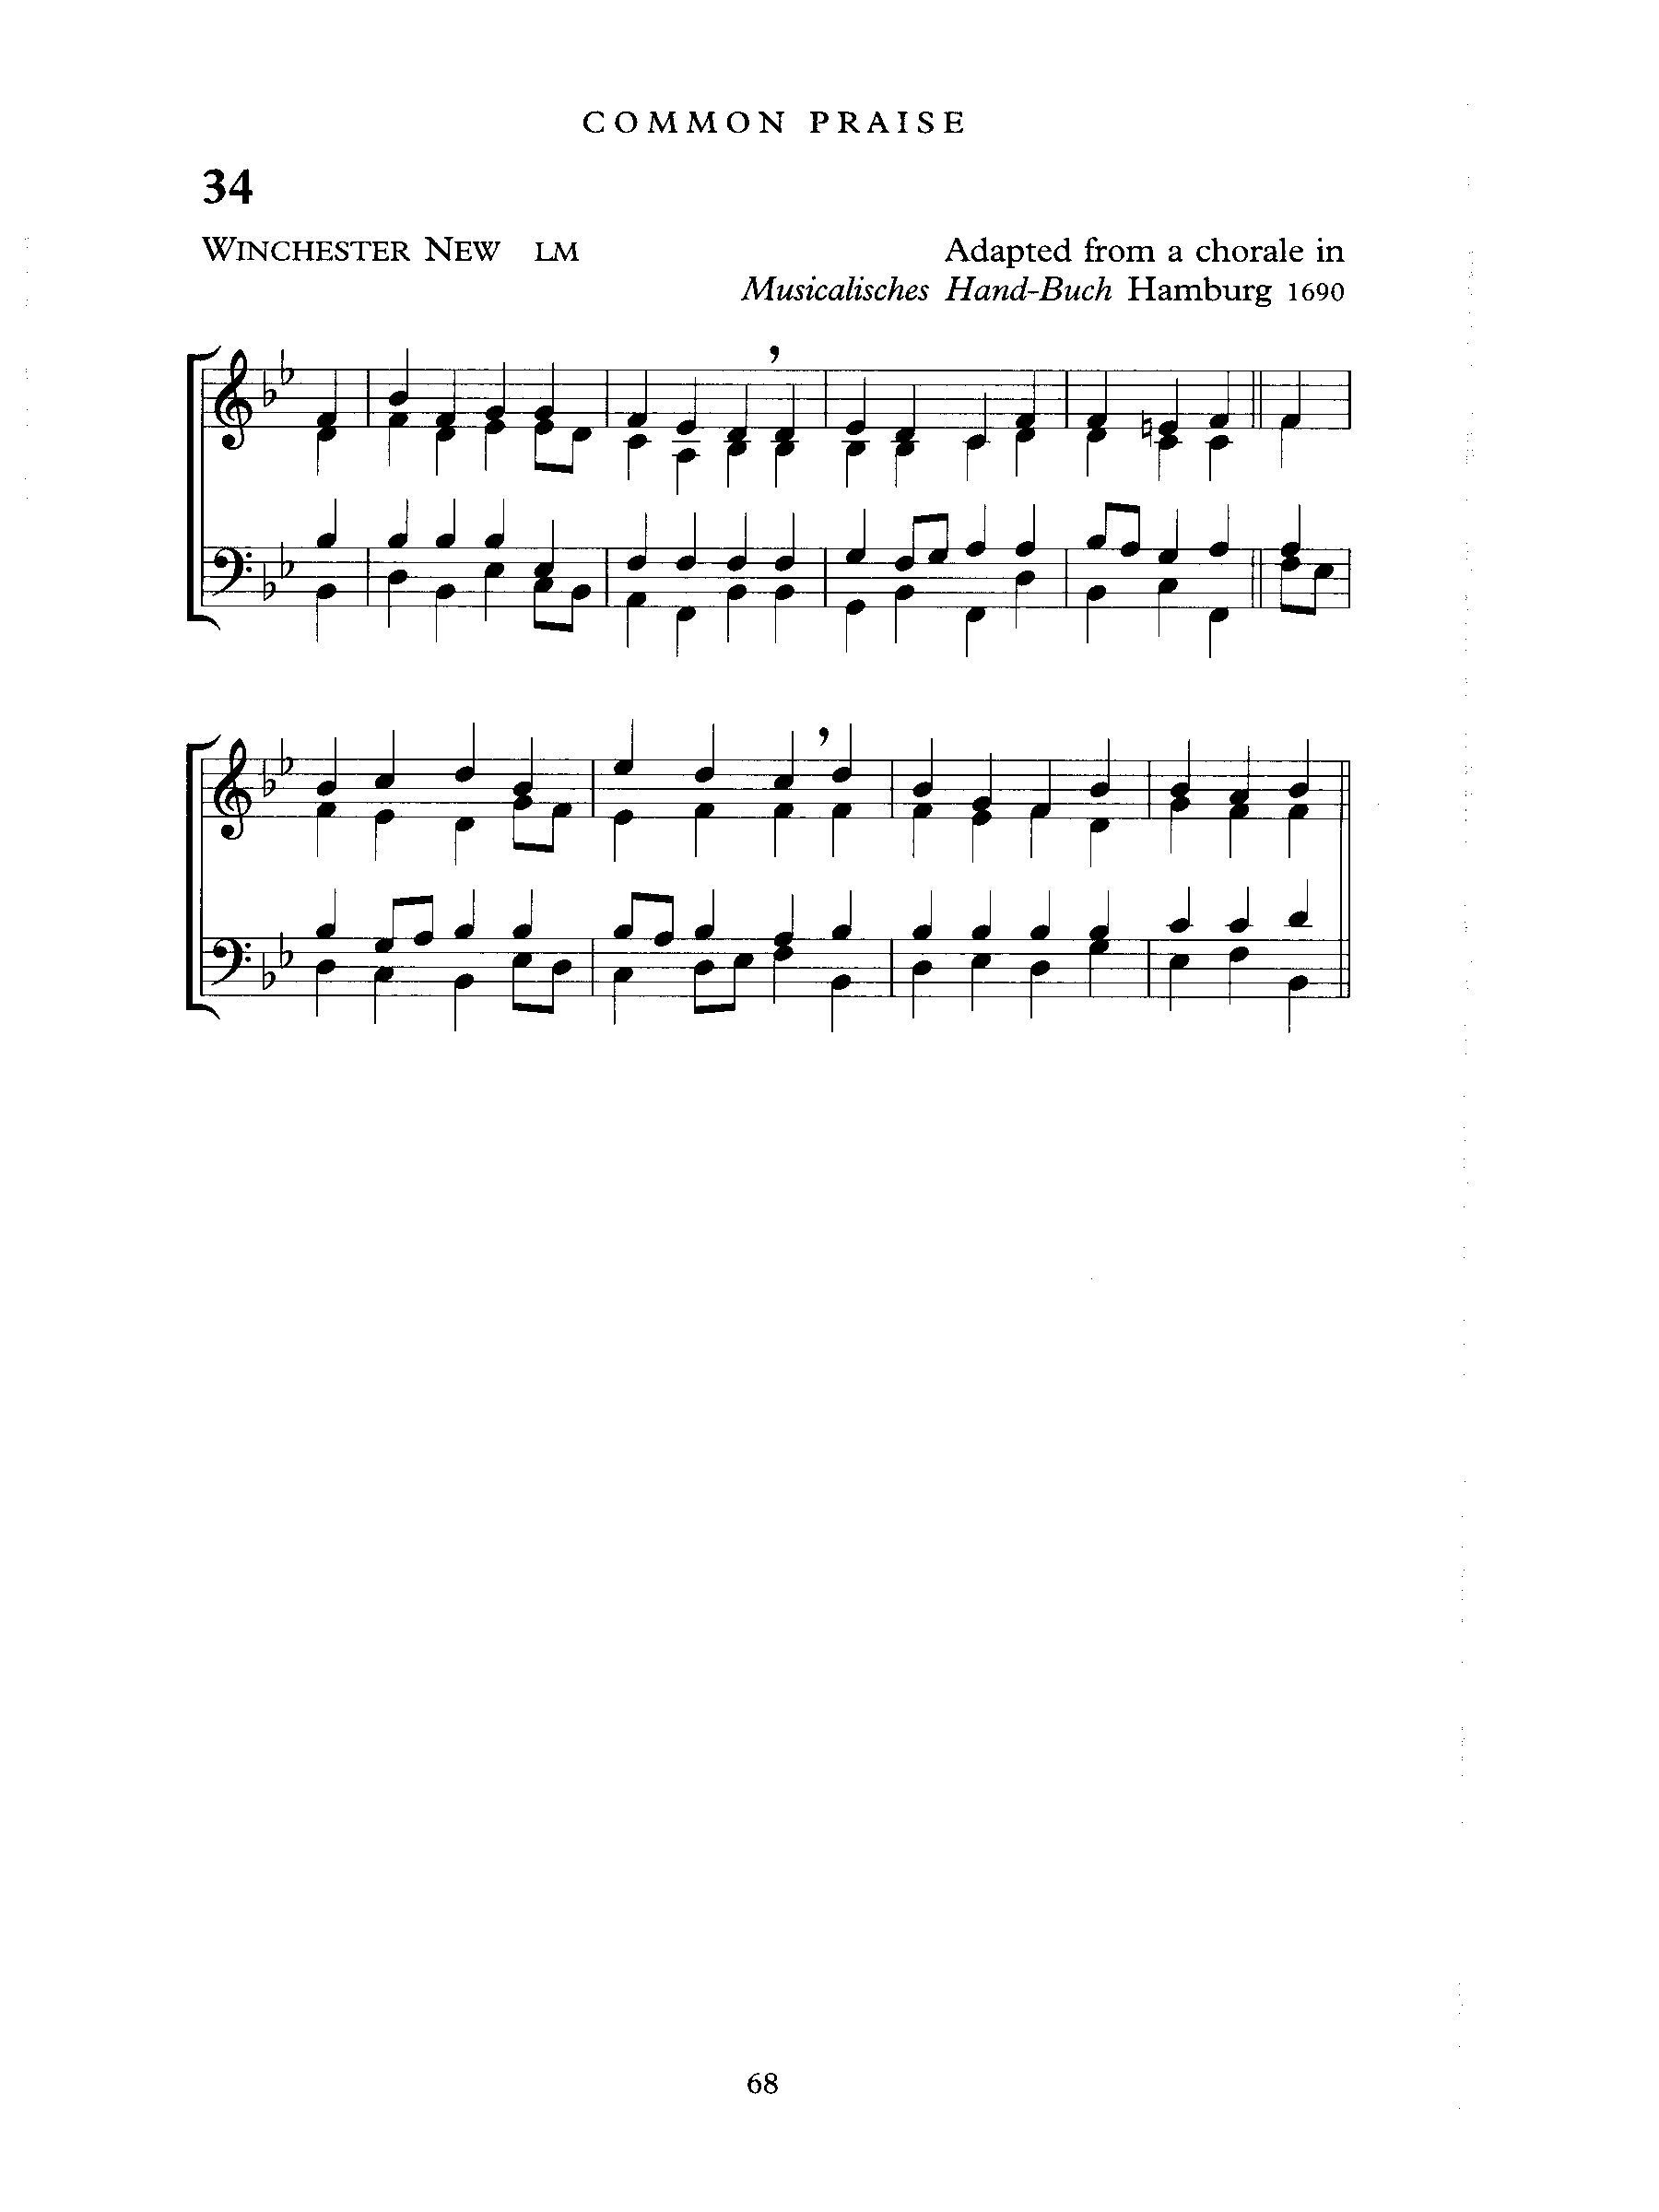 COMMON PRAISE
34
WINCHESTER NEW LM
Adapted from a chorale in
Musicalisches Hand-Buch Hamburg 1690
68